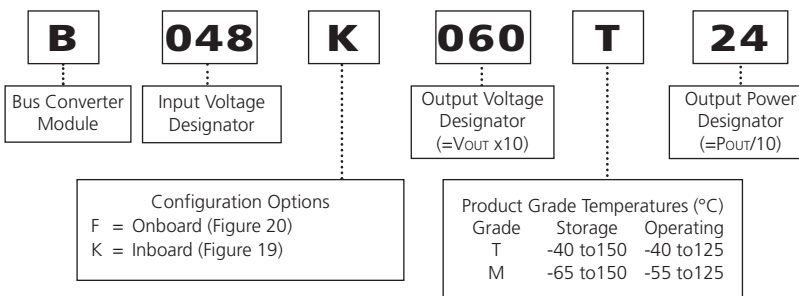 B 048 K 060 T 24
Bus Converter
Module
Input Voltage
Designator
Output Voltage
Designator
(=VOUT x10)
Output Power
Designator
(=POUT/10)
Configuration Options
F = Onboard (Figure 20)
K = Inboard (Figure 19)
Product Grade Temperatures (°C)
Grade Storage Operating
T -40 to150 -40 to125
M -65 to150 -55 to125